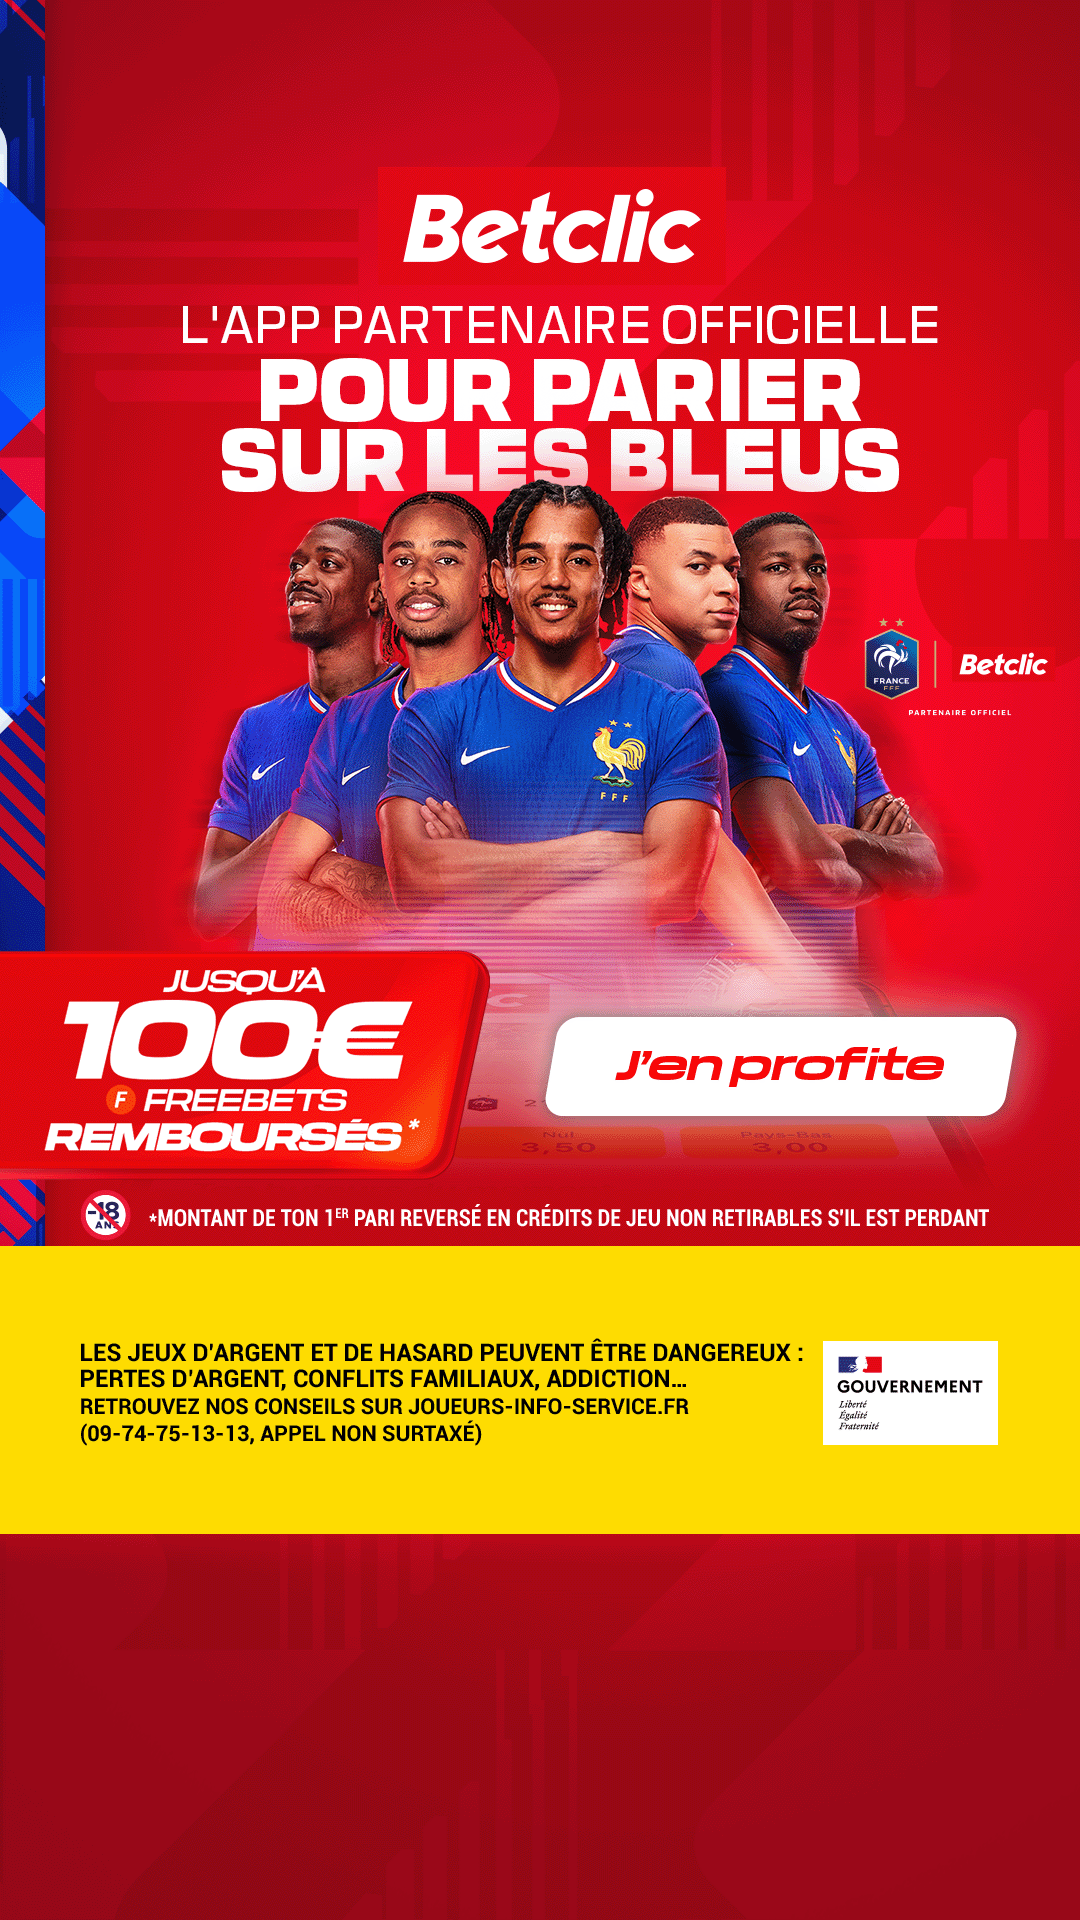 Betclic
L'APP PARTENAIRE OFFICIELLE
POUR PARIER
SUR LES BLEUS
FRANCE
FFF
Betclic
PARTENAIRE OFFICIEL
FFF
JUSQU'À
100€
F FREEBETS
REMBOURSÉS*
J'en profite
Nul
3,50
Pays-Bas
3,00
-18
ANS
*MONTANT DE TON 1ER PARI REVERSÉ EN CRÉDITS DE JEU NON RETIRABLES S'IL EST PERDANT
LES JEUX D'ARGENT ET DE HASARD PEUVENT ÊTRE DANGEREUX :
PERTES D'ARGENT, CONFLITS FAMILIAUX, ADDICTION...
RETROUVEZ NOS CONSEILS SUR JOUEURS-INFO-SERVICE.FR
(09-74-75-13-13, APPEL NON SURTAXÉ)
GOUVERNEMENT
Liberté
Égalité
Fraternité